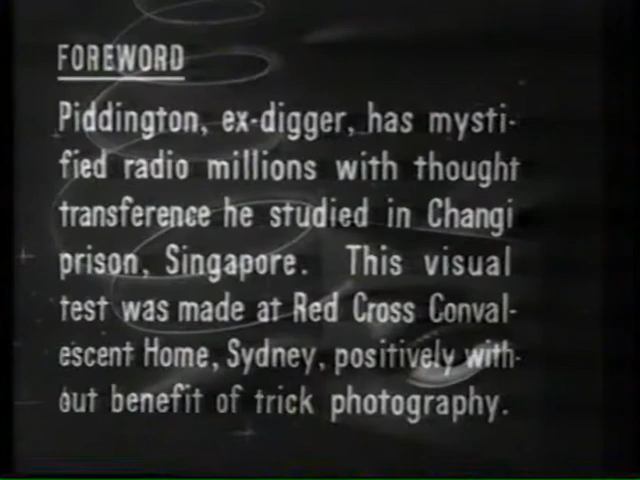 FOREWORD
Piddington, ex-digger, has mysti-
fied radio millions with thought
transference he studied in Changi
prison, Singapore. This visual
test was made at Red Cross Conval-
escent Home, Sydney, positively with-
out benefit of trick photography.